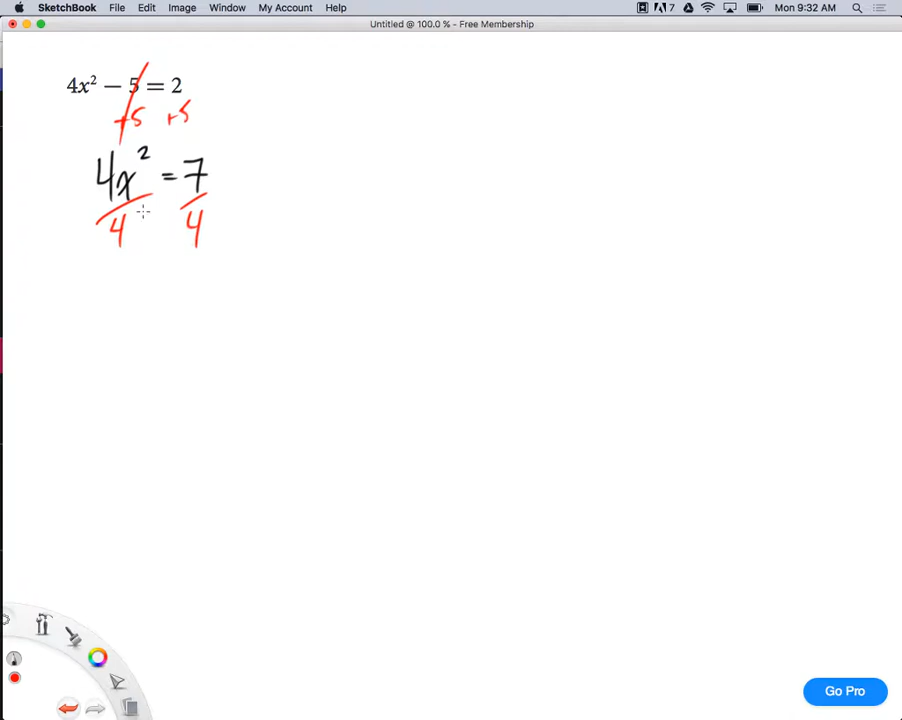 SketchBook File Edit Image Window My Account Help 7 Mon 9:32 AM
Untitled @ 100.0 % - Free Membership
4x² − 5 = 2
+5 +5
4x² = 7
4 4
Go Pro